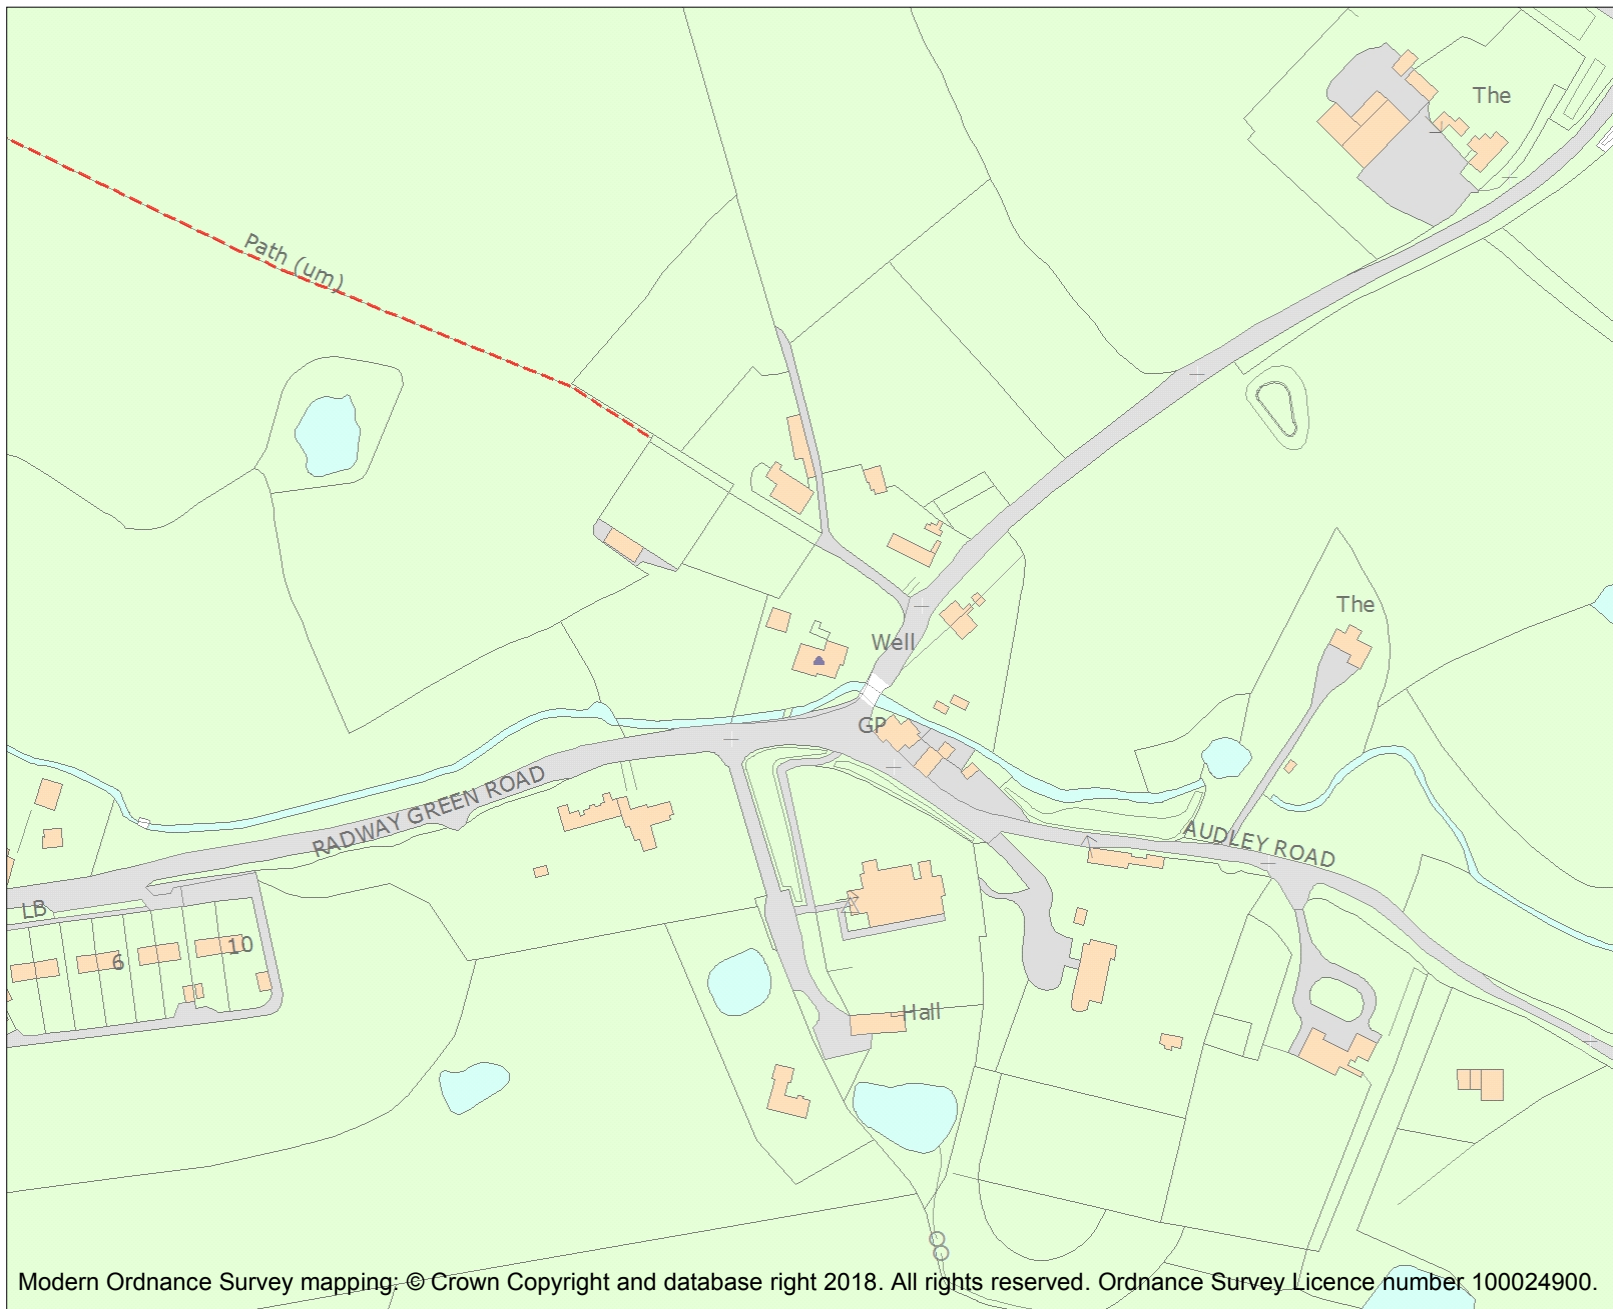 The
Path (um)
The
Well
GP
RADWAY GREEN ROAD
AUDLEY ROAD
LB
10
6
Hall
Modern Ordnance Survey mapping: © Crown Copyright and database right 2018. All rights reserved. Ordnance Survey Licence number 100024900.